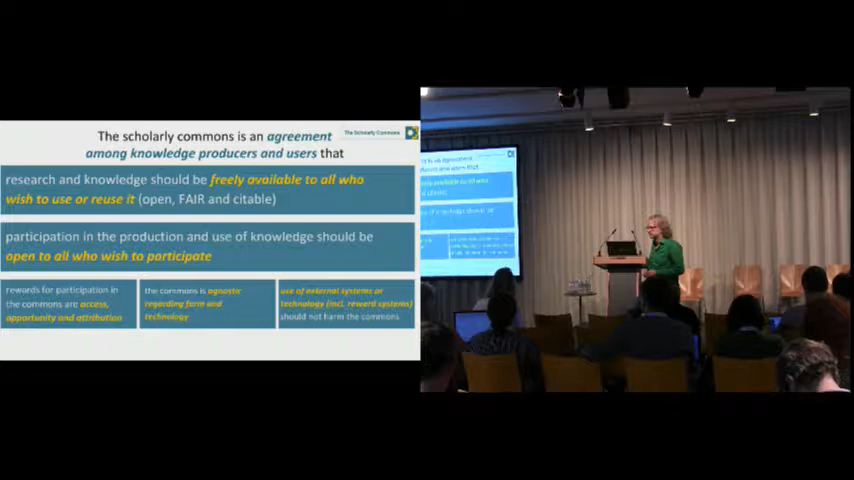 The scholarly commons is an agreement
The Scholarly Commons
among knowledge producers and users that
research and knowledge should be freely available to all who
wish to use or reuse it (open, FAIR and citable)
participation in the production and use of knowledge should be
open to all who wish to participate
rewards for participation in
the commons are access,
opportunity and attribution
the commons is agnostic
regarding form and
technology
use of external systems or
technology (incl. reward systems)
should not harm the commons.